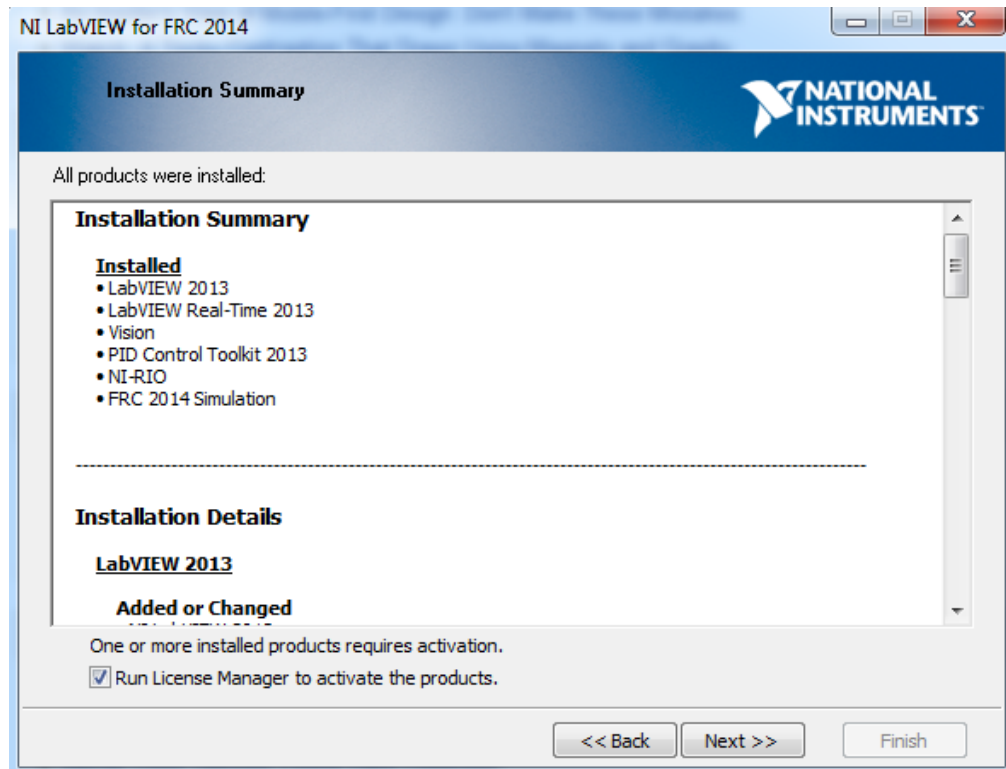 NI LabVIEW for FRC 2014
Installation Summary
NATIONAL
INSTRUMENTS
All products were installed:
Installation Summary
Installed
• LabVIEW 2013
• LabVIEW Real-Time 2013
• Vision
• PID Control Toolkit 2013
• NI-RIO
• FRC 2014 Simulation
--------------------------------------------------------------------------------
Installation Details
LabVIEW 2013
Added or Changed
One or more installed products requires activation.
Run License Manager to activate the products.
<< Back Next >> Finish